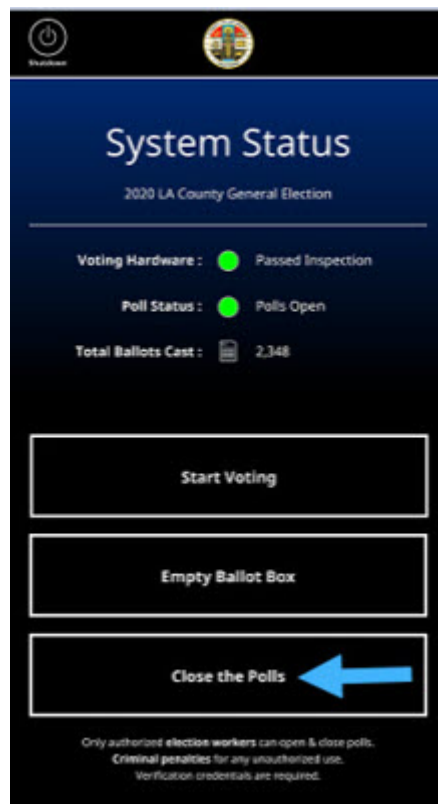 Shutdown
System Status
2020 LA County General Election
Voting Hardware : Passed Inspection
Poll Status : Polls Open
Total Ballots Cast : 2,348
Start Voting
Empty Ballot Box
Close the Polls
Only authorized election workers can open & close polls.
Criminal penalties for any unauthorized use.
Verification credentials are required.